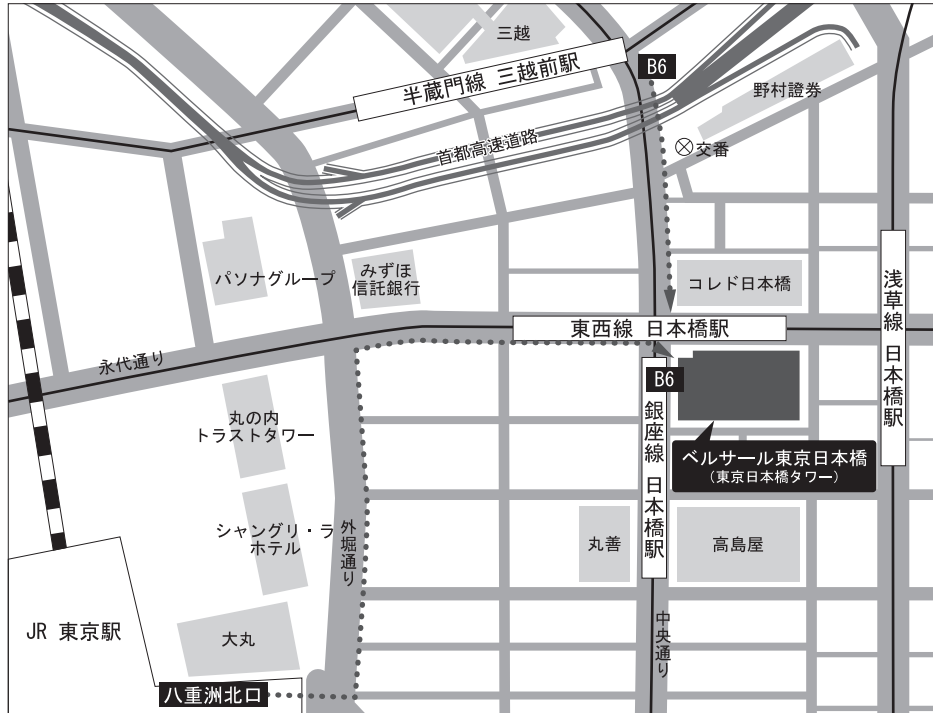 三越
半蔵門線 三越前駅
B6
野村證券
首都高速道路
交番
パソナグループ
みずほ
信託銀行
コレド日本橋
浅草線 日本橋駅
東西線 日本橋駅
永代通り
B6
銀座線 日本橋駅
丸の内
トラストタワー
ベルサール東京日本橋
(東京日本橋タワー)
シャングリ・ラ
ホテル
外堀通り
丸善
高島屋
JR 東京駅
大丸
中央通り
八重洲北口